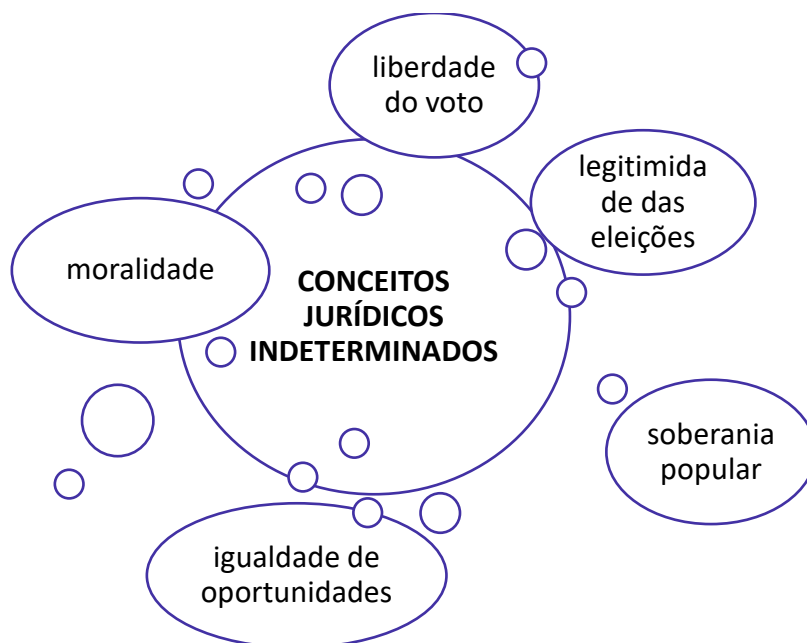 liberdade
do voto
legitimida
de das
eleições
moralidade
CONCEITOS
JURÍDICOS
INDETERMINADOS
soberania
popular
igualdade de
oportunidades